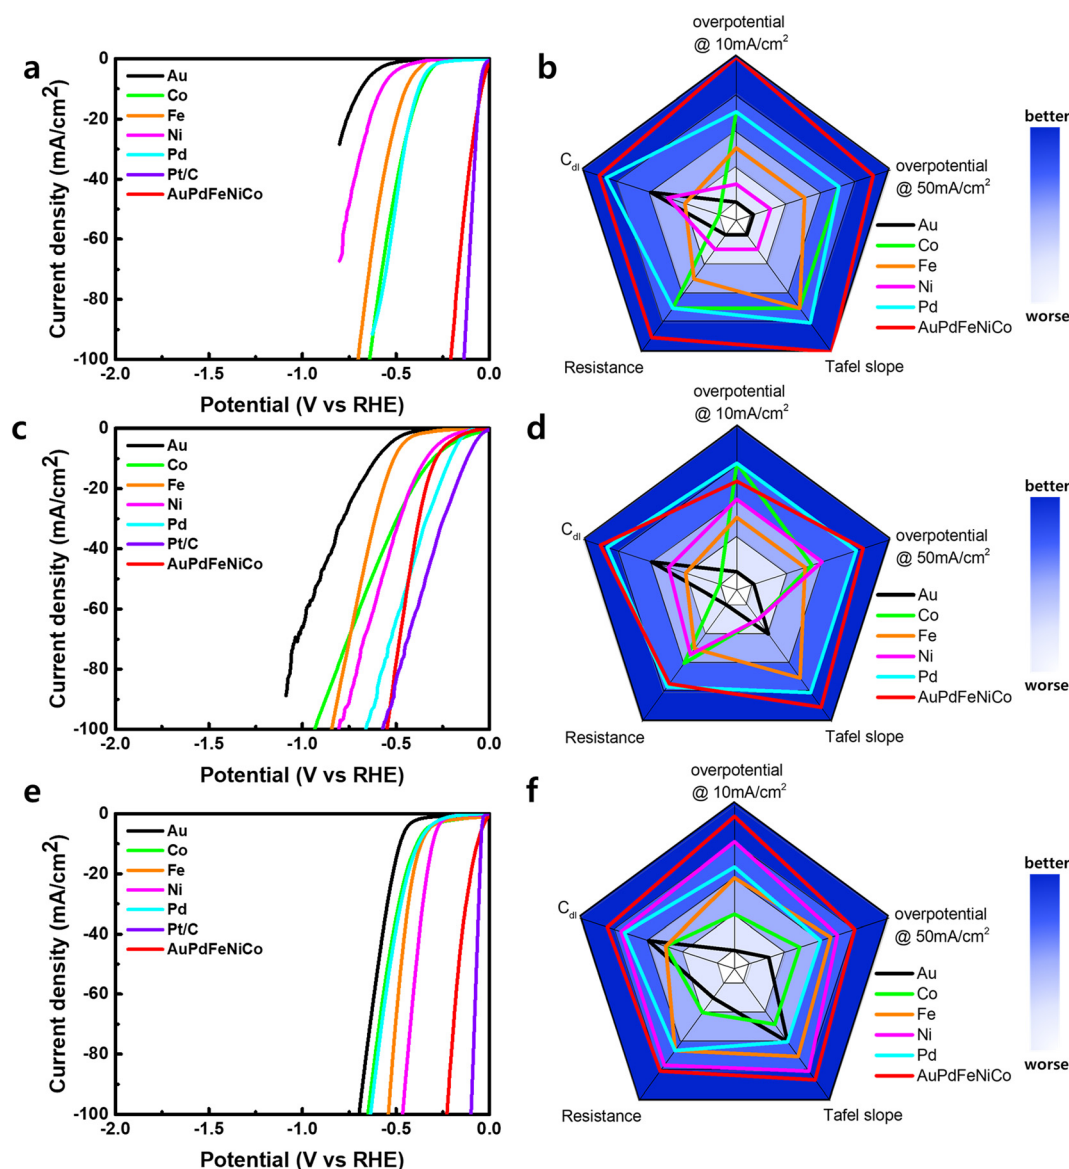 a
0
-20
-40
-60
-80
-100
Current density (mA/cm2)
Au
Co
Fe
Ni
Pd
Pt/C
AuPdFeNiCo
-2.0 -1.5 -1.0 -0.5 0.0
Potential (V vs RHE)
b
overpotential
@ 10mA/cm²
Cdl
overpotential
@ 50mA/cm²
Au
Co
Fe
Ni
Pd
AuPdFeNiCo
Resistance
Tafel slope
better
worse
c
0
-20
-40
-60
-80
-100
Current density (mA/cm2)
Au
Co
Fe
Ni
Pd
Pt/C
AuPdFeNiCo
-2.0 -1.5 -1.0 -0.5 0.0
Potential (V vs RHE)
d
overpotential
@ 10mA/cm²
Cdl
overpotential
@ 50mA/cm²
Au
Co
Fe
Ni
Pd
AuPdFeNiCo
Resistance
Tafel slope
better
worse
e
0
-20
-40
-60
-80
-100
Current density (mA/cm2)
Au
Co
Fe
Ni
Pd
Pt/C
AuPdFeNiCo
-2.0 -1.5 -1.0 -0.5 0.0
Potential (V vs RHE)
f
overpotential
@ 10mA/cm²
Cdl
overpotential
@ 50mA/cm²
Au
Co
Fe
Ni
Pd
AuPdFeNiCo
Resistance
Tafel slope
better
worse